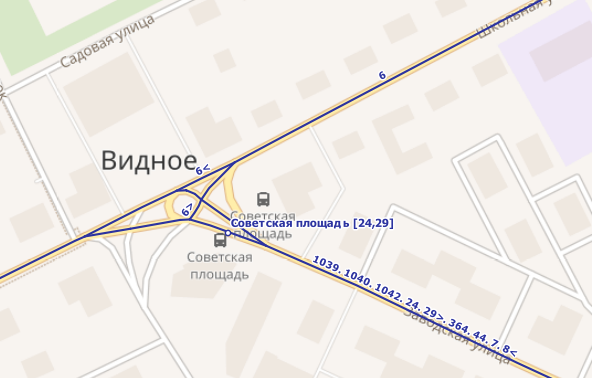 Садовая улица
Школьная у
6
Видное
6<
6>
Советская
площадь
Советская площадь [24,29]
Советская
площадь
1039, 1040, 1042, 24, 29>, 364, 44, 7, 8<
Заводская улица